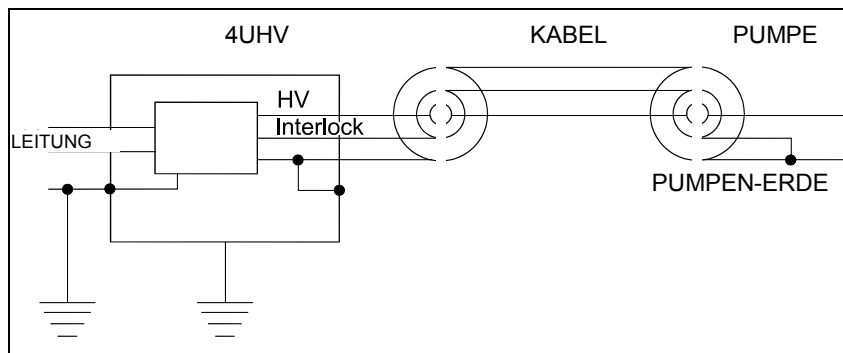 4UHV KABEL PUMPE
HV
Interlock
LEITUNG
PUMPEN-ERDE